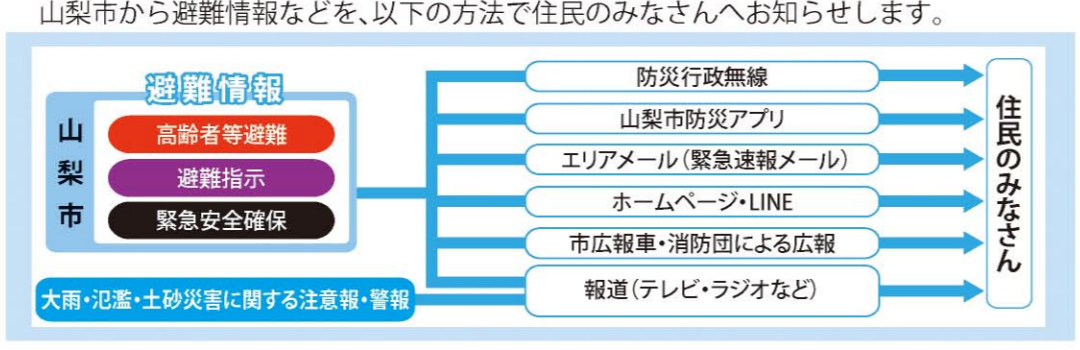 山梨市から避難情報などを、以下の方法で住民のみなさんへお知らせします。
避難情報
山梨市
高齢者等避難
避難指示
緊急安全確保
大雨・氾濫・土砂災害に関する注意報・警報
防災行政無線
山梨市防災アプリ
エリアメール(緊急速報メール)
ホームページ・LINE
市広報車・消防団による広報
報道(テレビ・ラジオなど)
住民のみなさん